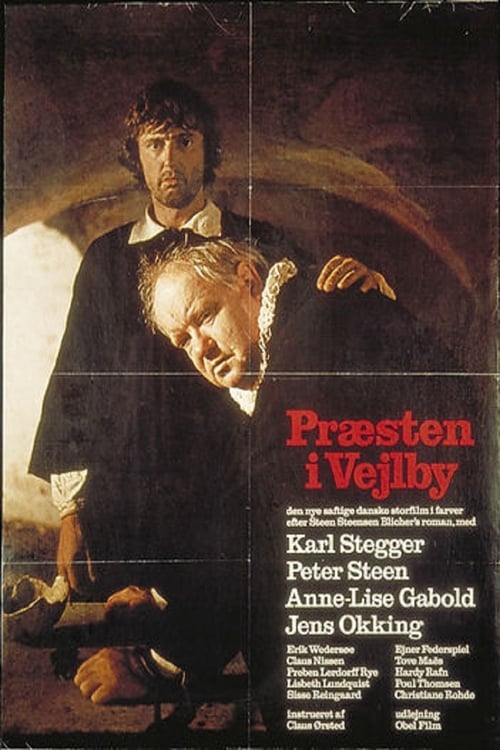 Præsten
i Vejlby
den nye saftige danske storfilm i farver
efter Steen Steensen Blicher's roman, med
Karl Stegger
Peter Steen
Anne-Lise Gabold
Jens Okking
Erik Wedersøe
Claus Nissen
Preben Lerdorff Rye
Lisbeth Lundquist
Sisse Reingaard
Ejner Federspiel
Tove Maës
Hardy Rafn
Poul Thomsen
Christiane Rohde
instrueret af
Claus Ørsted
udlejning
Obel Film